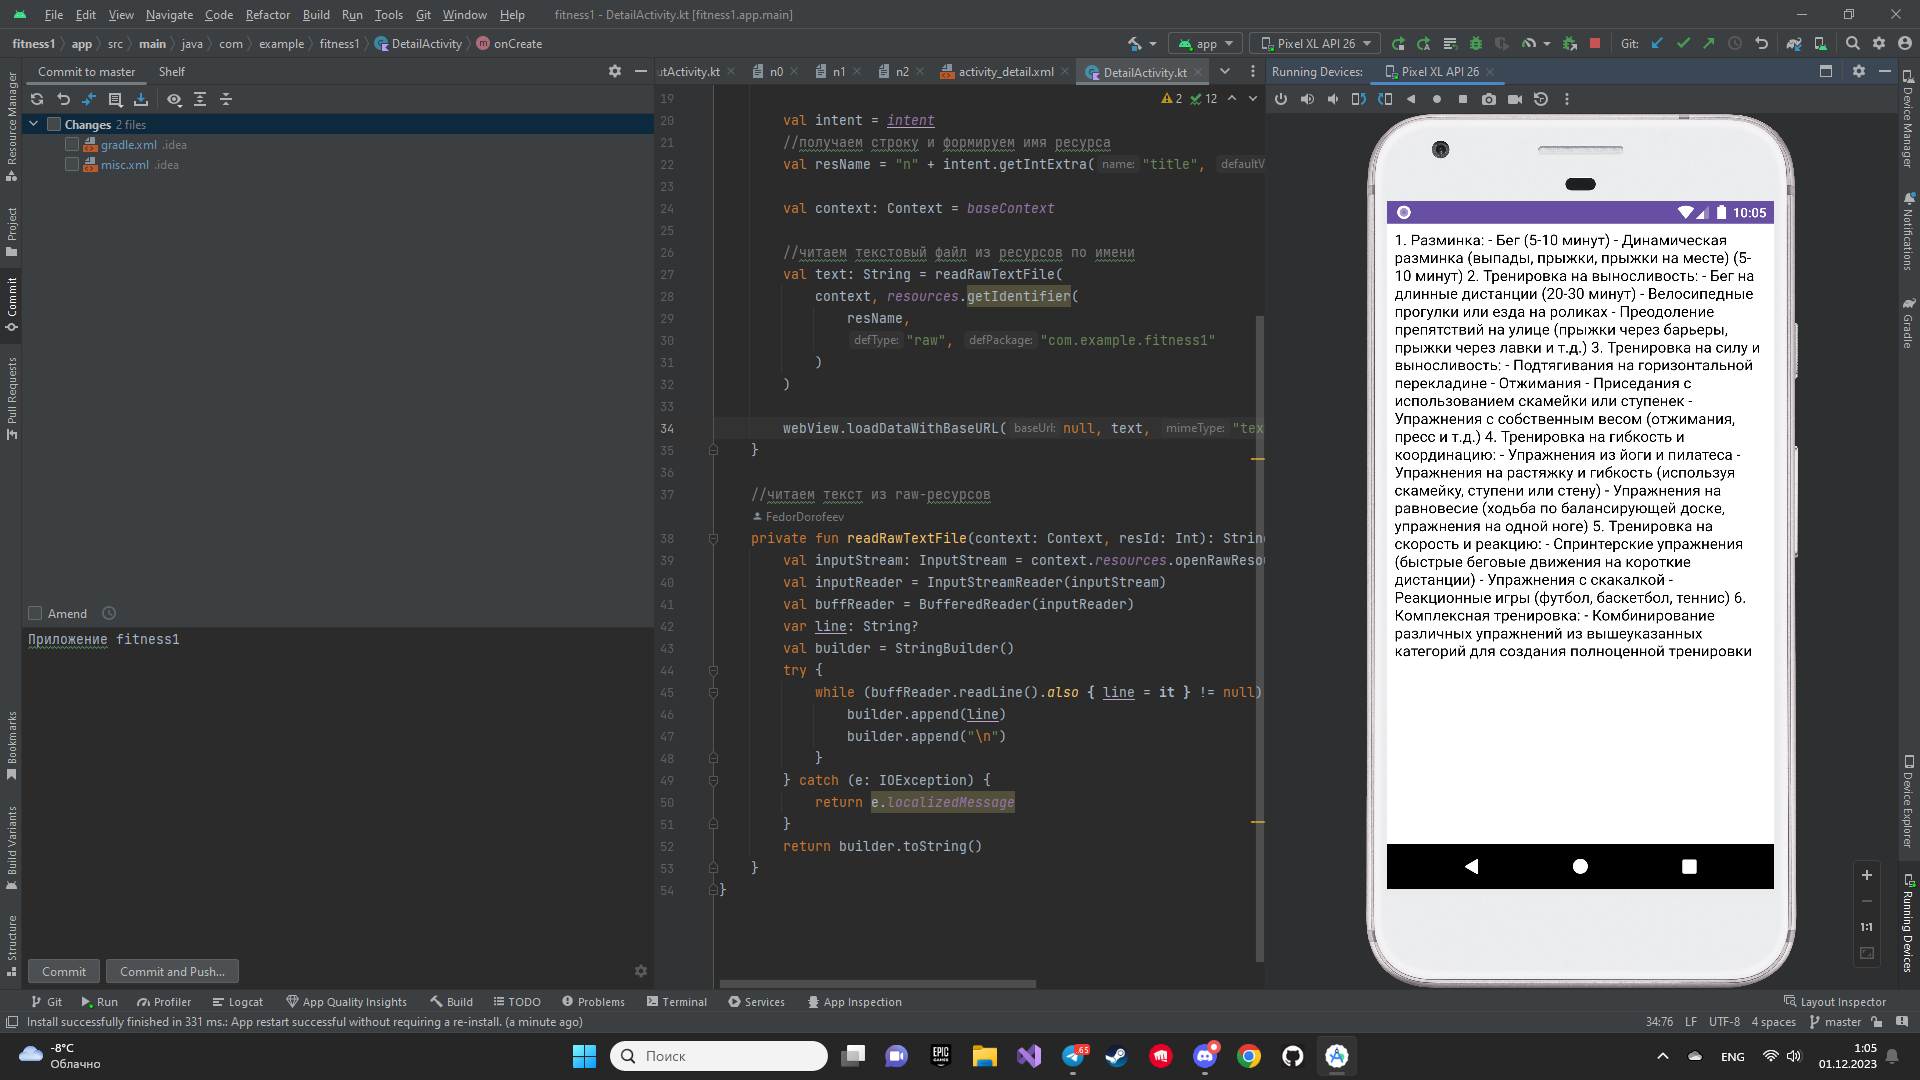 File Edit View Navigate Code Refactor Build Run Tools Git Window Help fitness1 - DetailActivity.kt [fitness1.app.main]
fitness1 app src main java com example fitness1 DetailActivity onCreate app Pixel XL API 26 Git:
Commit to master Shelf
utActivity.kt n0 n1 n2 activity_detail.xml DetailActivity.kt
Running Devices: Pixel XL API 26
2 12
Changes 2 files
gradle.xml .idea
misc.xml .idea
Amend
Приложение fitness1
Commit Commit and Push...
Resource Manager
Project
Commit
Pull Requests
Bookmarks
Build Variants
Structure
19
20 val intent = intent
21 //получаем строку и формируем имя ресурса
22 val resName = "n" + intent.getIntExtra( name: "title", defaultV
23
24 val context: Context = baseContext
25
26 //читаем текстовый файл из ресурсов по имени
27 val text: String = readRawTextFile(
28 context, resources.getIdentifier(
29 resName,
30 defType: "raw", defPackage: "com.example.fitness1"
31 )
32 )
33
34 webView.loadDataWithBaseURL( baseUrl: null, text, mimeType: "tex
35 }
36
37 //читаем текст из raw-ресурсов
FedorDorofeev
38 private fun readRawTextFile(context: Context, resId: Int): Strin
39 val inputStream: InputStream = context.resources.openRawReso
40 val inputReader = InputStreamReader(inputStream)
41 val buffReader = BufferedReader(inputReader)
42 var line: String?
43 val builder = StringBuilder()
44 try {
45 while (buffReader.readLine().also { line = it } != null)
46 builder.append(line)
47 builder.append("\n")
48 }
49 } catch (e: IOException) {
50 return e.localizedMessage
51 }
52 return builder.toString()
53 }
54 }
10:05
1. Разминка: - Бег (5-10 минут) - Динамическая
разминка (выпады, прыжки, прыжки на месте) (5-
10 минут) 2. Тренировка на выносливость: - Бег на
длинные дистанции (20-30 минут) - Велосипедные
прогулки или езда на роликах - Преодоление
препятствий на улице (прыжки через барьеры,
прыжки через лавки и т.д.) 3. Тренировка на силу и
выносливость: - Подтягивания на горизонтальной
перекладине - Отжимания - Приседания с
использованием скамейки или ступенек -
Упражнения с собственным весом (отжимания,
пресс и т.д.) 4. Тренировка на гибкость и
координацию: - Упражнения из йоги и пилатеса -
Упражнения на растяжку и гибкость (используя
скамейку, ступени или стену) - Упражнения на
равновесие (ходьба по балансирующей доске,
упражнения на одной ноге) 5. Тренировка на
скорость и реакцию: - Спринтерские упражнения
(быстрые беговые движения на короткие
дистанции) - Упражнения с скакалкой -
Реакционные игры (футбол, баскетбол, теннис) 6.
Комплексная тренировка: - Комбинирование
различных упражнений из вышеуказанных
категорий для создания полноценной тренировки
1:1
Device Manager
Notifications
Gradle
Device Explorer
Running Devices
Git Run Profiler Logcat App Quality Insights Build TODO Problems Terminal Services App Inspection Layout Inspector
Install successfully finished in 331 ms.: App restart successful without requiring a re-install. (a minute ago) 34:76 LF UTF-8 4 spaces master
-8°C
Облачно
Поиск
EPIC GAMES
65
ENG
1:05
01.12.2023